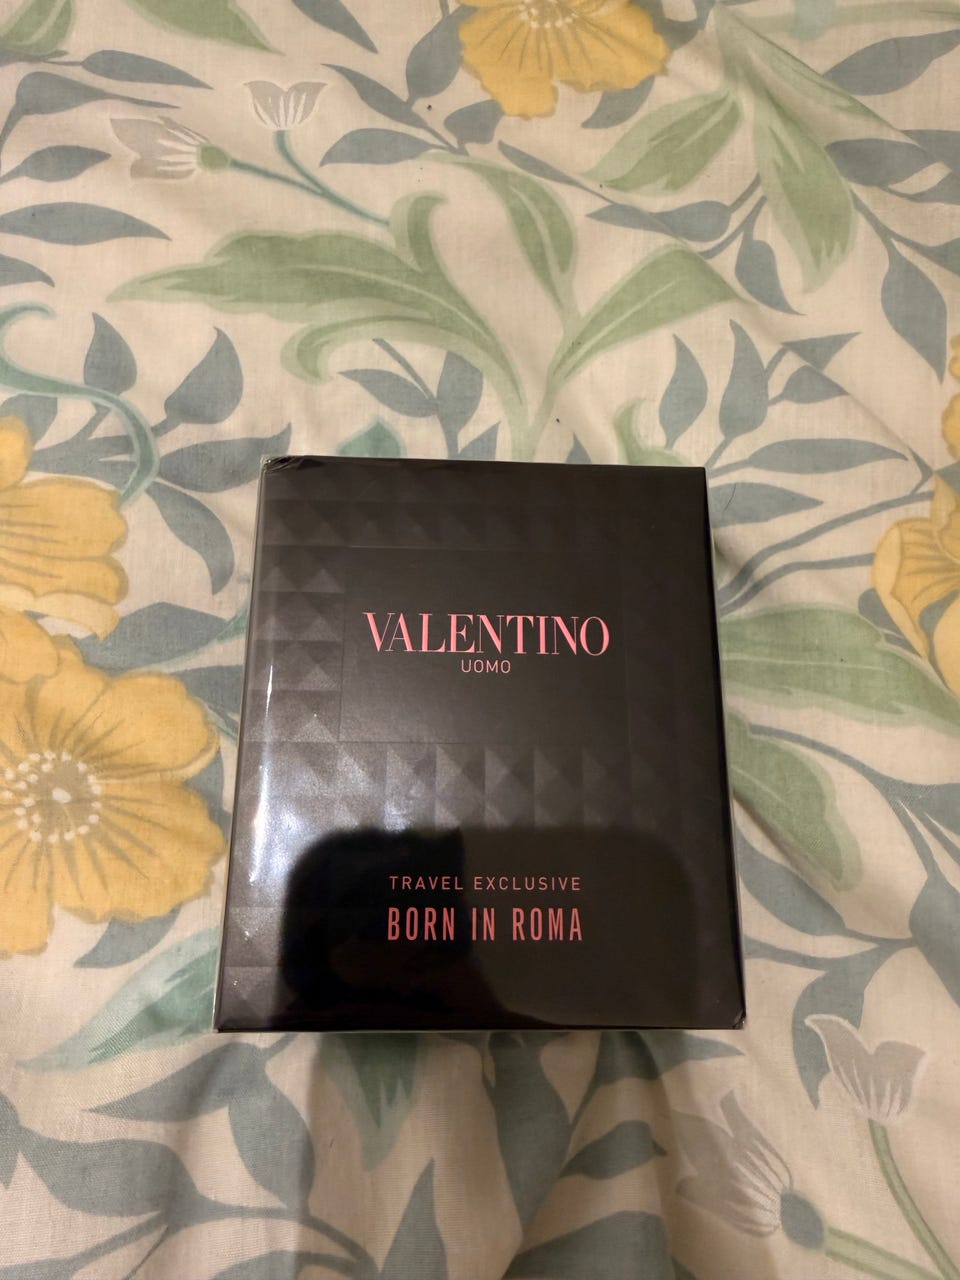 VALENTINO
UOMO
TRAVEL EXCLUSIVE
BORN IN ROMA